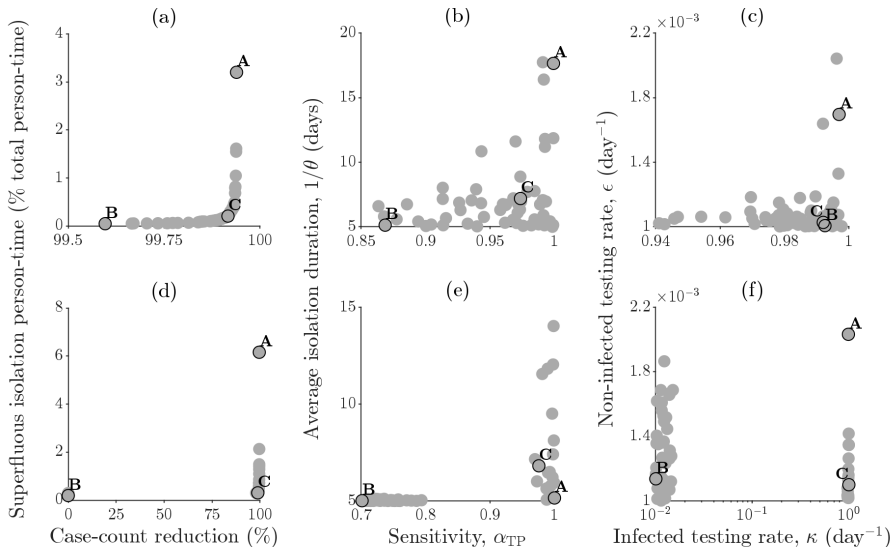 (a)
(b)
(c)
Superfluous isolation person-time (% total person-time)
4
3
2
1
0
99.5
99.75
100
A
B
C
Average isolation duration, 1/θ (days)
20
15
10
5
0.85
0.9
0.95
1
A
B
C
Non-infected testing rate, ϵ (day⁻¹)
×10⁻³
2.2
1.8
1.4
1
0.94
0.96
0.98
1
A
C
B
(d)
(e)
(f)
8
6
4
2
0
0
25
50
75
100
A
B
C
Case-count reduction (%)
15
10
5
0.7
0.8
0.9
1
B
C
A
Sensitivity, α_TP
×10⁻³
2.2
1.8
1.4
1
10⁻²
10⁻¹
10⁰
A
B
C
Infected testing rate, κ (day⁻¹)